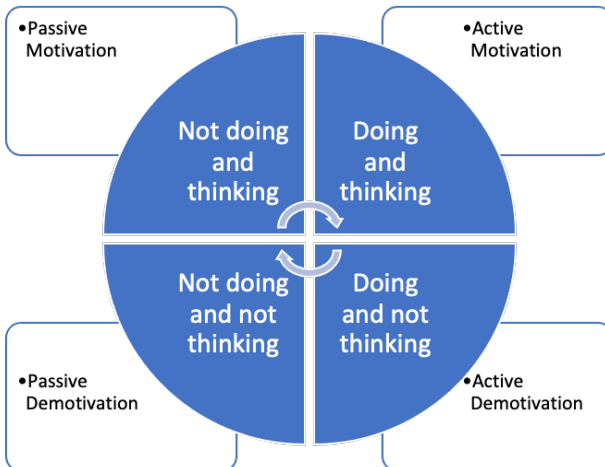 •Passive
Motivation
•Active
Motivation
Not doing
and
thinking
Doing
and
thinking
Not doing
and not
thinking
Doing
and not
thinking
•Passive
Demotivation
•Active
Demotivation